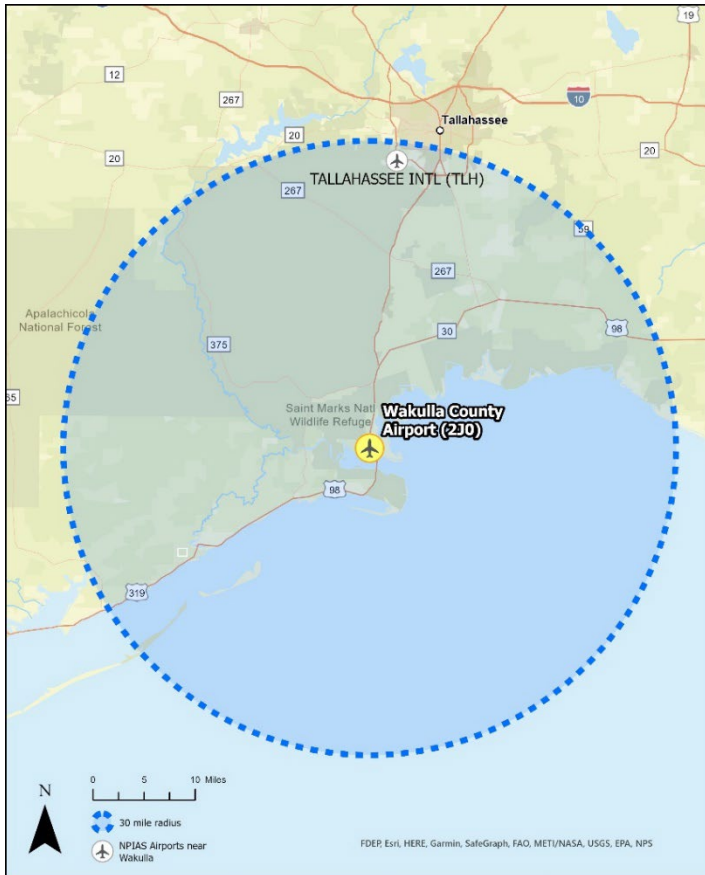 19
12
267
10
Tallahassee
20
20
20
TALLAHASSEE INTL (TLH)
267
59
267
Apalachicola
National Forest
98
30
375
65
Saint Marks Natl
Wildlife Refuge
Wakulla County
Airport (2J0)
98
319
0 5 10 Miles
N
30 mile radius
NPIAS Airports near
Wakulla
FDEP, Esri, HERE, Garmin, SafeGraph, FAO, METI/NASA, USGS, EPA, NPS